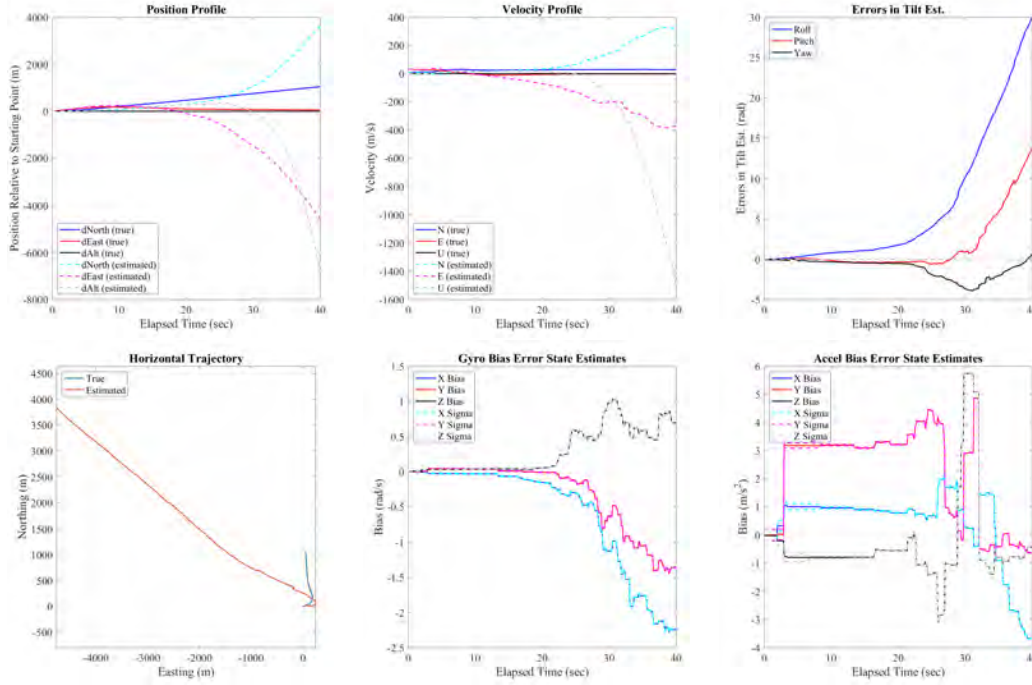 Position Profile
Position Relative to Starting Point (m)
4000
2000
0
-2000
-4000
-6000
-8000
dNorth (true)
dEast (true)
dAlt (true)
dNorth (estimated)
dEast (estimated)
dAlt (estimated)
0
10
20
30
40
Elapsed Time (sec)
Velocity Profile
Velocity (m/s)
400
200
0
-200
-400
-600
-800
-1000
-1200
-1400
-1600
N (true)
E (true)
U (true)
N (estimated)
E (estimated)
U (estimated)
0
10
20
30
40
Elapsed Time (sec)
Errors in Tilt Est.
Errors in Tilt Est. (rad)
30
25
20
15
10
5
0
-5
Roll
Pitch
Yaw
0
10
20
30
40
Elapsed Time (sec)
Horizontal Trajectory
Northing (m)
4500
4000
3500
3000
2500
2000
1500
1000
500
0
-500
True
Estimated
-4000
-3000
-2000
-1000
0
Easting (m)
Gyro Bias Error State Estimates
Bias (rad/s)
1.5
1
0.5
0
-0.5
-1
-1.5
-2
-2.5
X Bias
Y Bias
Z Bias
X Sigma
Y Sigma
Z Sigma
0
10
20
30
40
Elapsed Time (sec)
Accel Bias Error State Estimates
Bias (m/s²)
6
5
4
3
2
1
0
-1
-2
-3
-4
X Bias
Y Bias
Z Bias
X Sigma
Y Sigma
Z Sigma
0
10
20
30
40
Elapsed Time (sec)